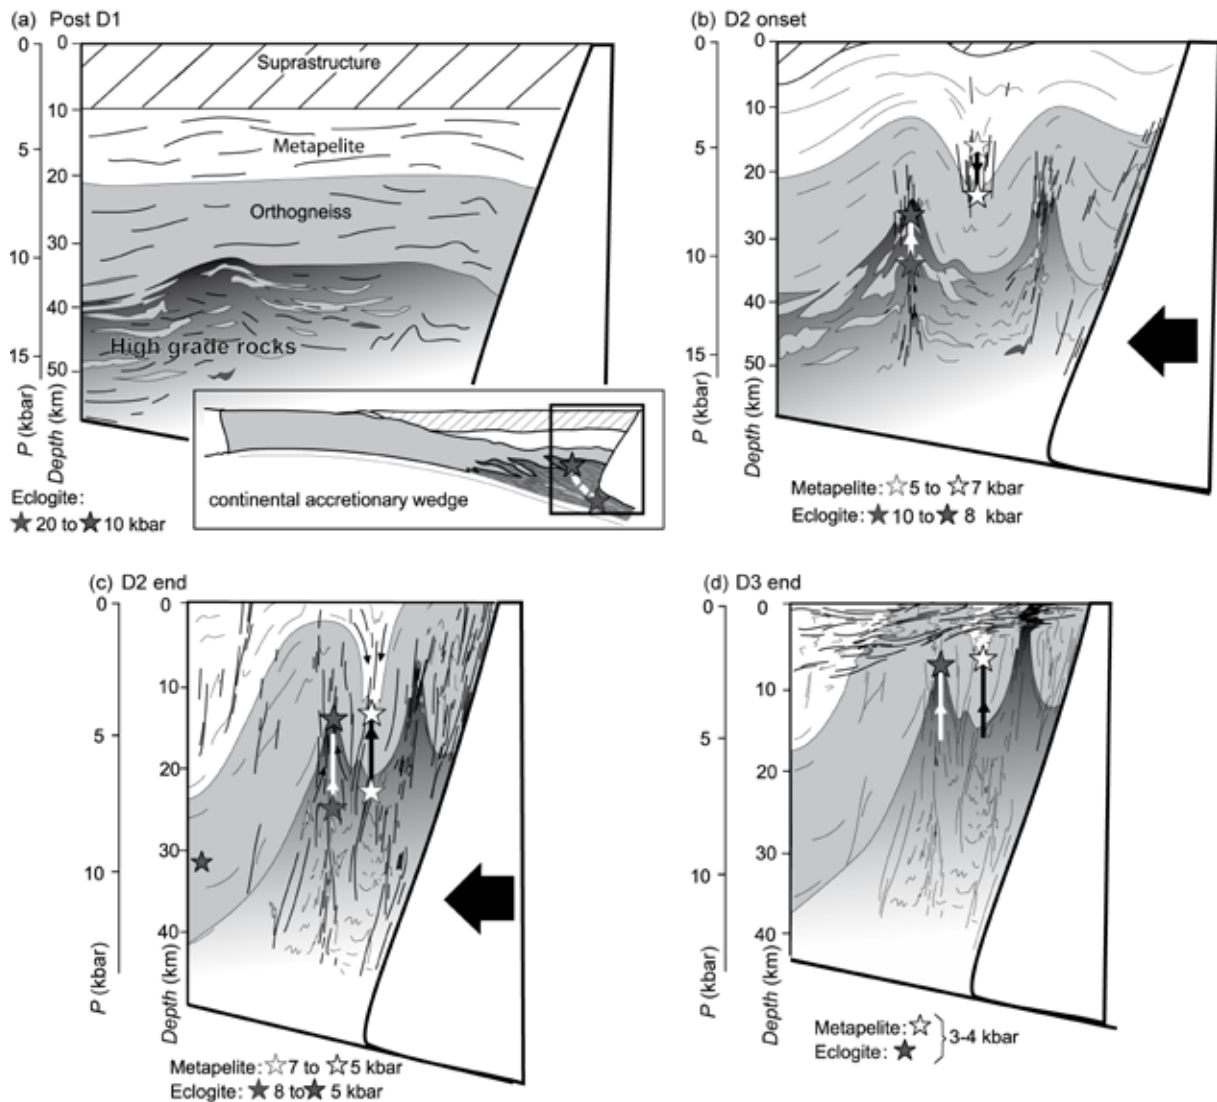 (a) Post D1
P (kbar)
0
5
10
15
Depth (km)
0
10
20
30
40
50
Suprastructure
Metapelite
Orthogneiss
High grade rocks
continental accretionary wedge
Eclogite:
★ 20 to ★ 10 kbar
(b) D2 onset
P (kbar)
0
5
10
15
Depth (km)
0
10
20
30
40
50
Metapelite: ☆ 5 to ☆ 7 kbar
Eclogite: ★ 10 to ★ 8 kbar
(c) D2 end
P (kbar)
0
5
10
Depth (km)
0
10
20
30
40
Metapelite: ☆ 7 to ☆ 5 kbar
Eclogite: ★ 8 to ★ 5 kbar
(d) D3 end
P (kbar)
0
5
10
Depth (km)
0
10
20
30
40
Metapelite: ☆
Eclogite: ★
3-4 kbar